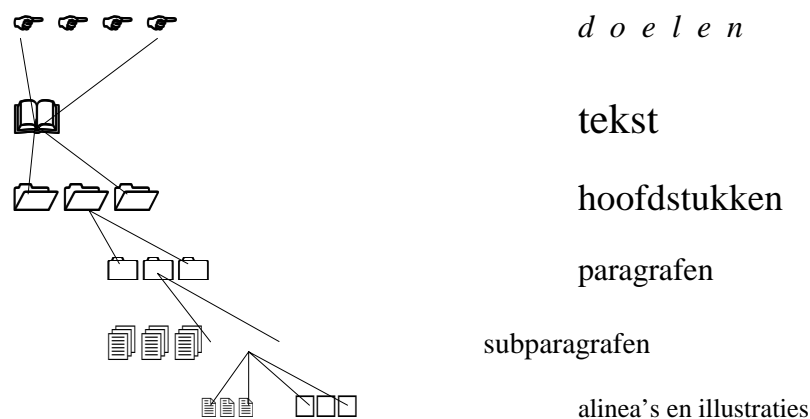 d o e l e n
tekst
hoofdstukken
paragrafen
subparagrafen
alinea's en illustraties